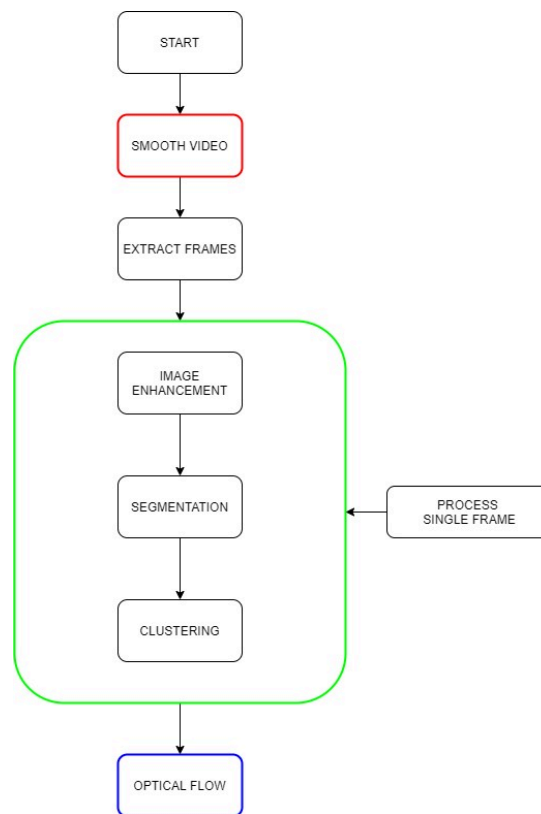 START
SMOOTH VIDEO
EXTRACT FRAMES
IMAGE
ENHANCEMENT
SEGMENTATION
PROCESS
SINGLE FRAME
CLUSTERING
OPTICAL FLOW